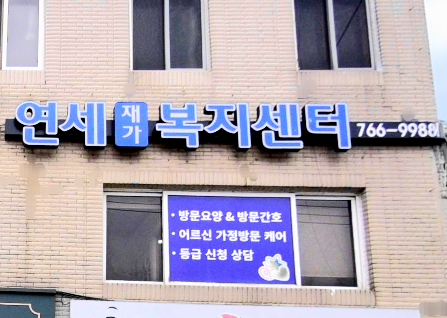 연세 재가 복지센터 766-9988
· 방문요양 & 방문간호
· 어르신 가정방문 케어
· 등급 신청 상담